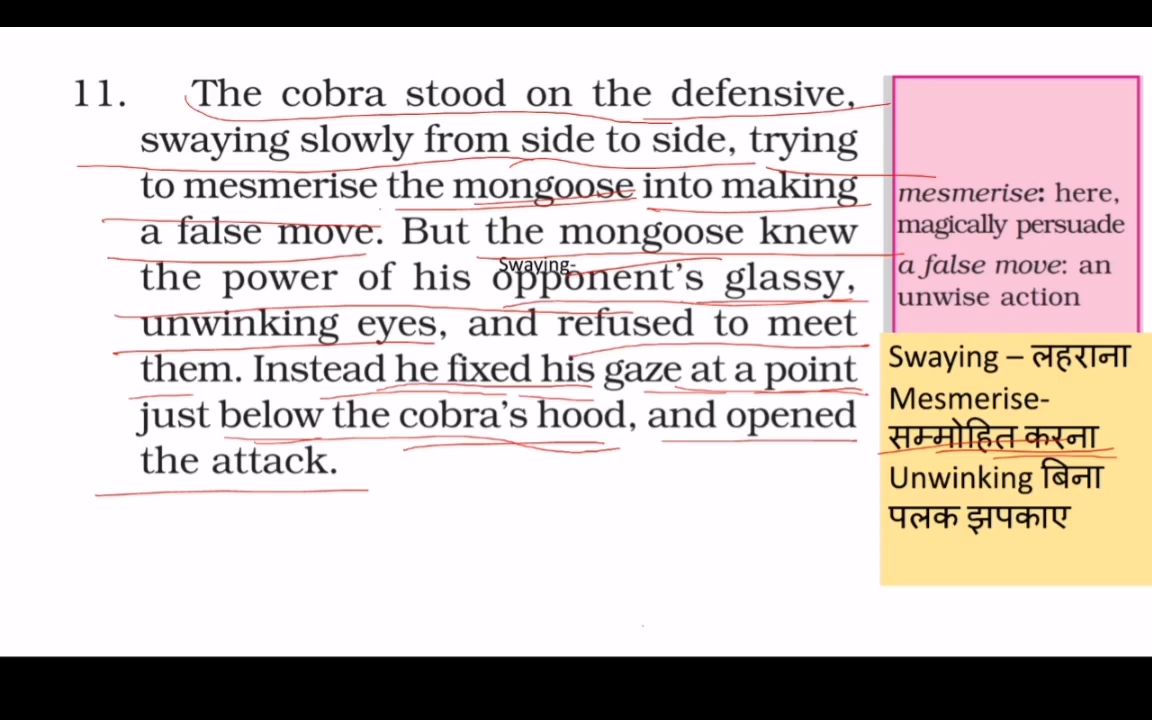 11. The cobra stood on the defensive,
swaying slowly from side to side, trying
to mesmerise the mongoose into making
a false move. But the mongoose knew
Swaying-
the power of his opponent's glassy,
unwinking eyes, and refused to meet
them. Instead he fixed his gaze at a point
just below the cobra's hood, and opened
the attack.
mesmerise: here,
magically persuade
a false move: an
unwise action
Swaying – लहराना
Mesmerise-
सम्मोहित करना
Unwinking बिना
पलक झपकाए